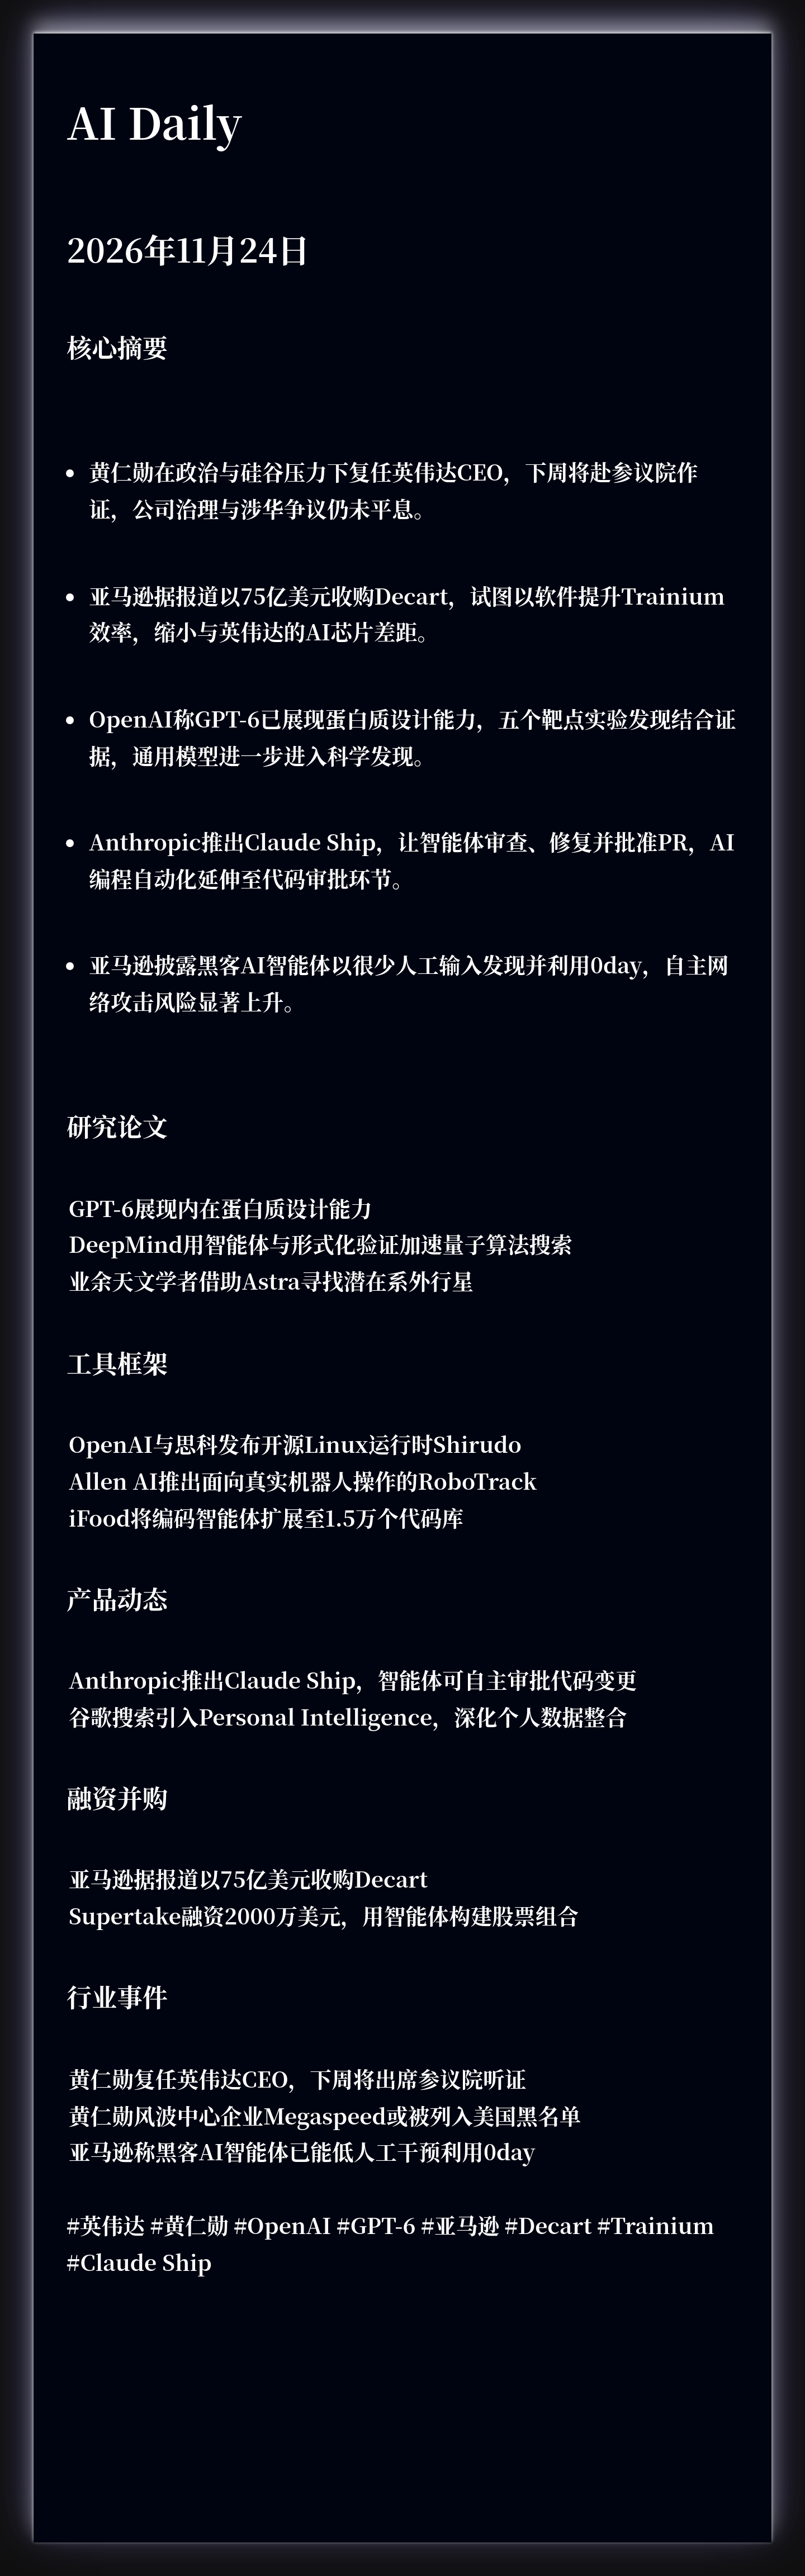 AI Daily
2026年11月24日
核心摘要
• 黄仁勋在政治与硅谷压力下复任英伟达CEO，下周将赴参议院作
证，公司治理与涉华争议仍未平息。
• 亚马逊据报道以75亿美元收购Decart，试图以软件提升Trainium
效率，缩小与英伟达的AI芯片差距。
• OpenAI称GPT-6已展现蛋白质设计能力，五个靶点实验发现结合证
据，通用模型进一步进入科学发现。
• Anthropic推出Claude Ship，让智能体审查、修复并批准PR，AI
编程自动化延伸至代码审批环节。
• 亚马逊披露黑客AI智能体以很少人工输入发现并利用0day，自主网
络攻击风险显著上升。
研究论文
GPT-6展现内在蛋白质设计能力
DeepMind用智能体与形式化验证加速量子算法搜索
业余天文学者借助Astra寻找潜在系外行星
工具框架
OpenAI与思科发布开源Linux运行时Shirudo
Allen AI推出面向真实机器人操作的RoboTrack
iFood将编码智能体扩展至1.5万个代码库
产品动态
Anthropic推出Claude Ship，智能体可自主审批代码变更
谷歌搜索引入Personal Intelligence，深化个人数据整合
融资并购
亚马逊据报道以75亿美元收购Decart
Supertake融资2000万美元，用智能体构建股票组合
行业事件
黄仁勋复任英伟达CEO，下周将出席参议院听证
黄仁勋风波中心企业Megaspeed或被列入美国黑名单
亚马逊称黑客AI智能体已能低人工干预利用0day
#英伟达 #黄仁勋 #OpenAI #GPT-6 #亚马逊 #Decart #Trainium
#Claude Ship